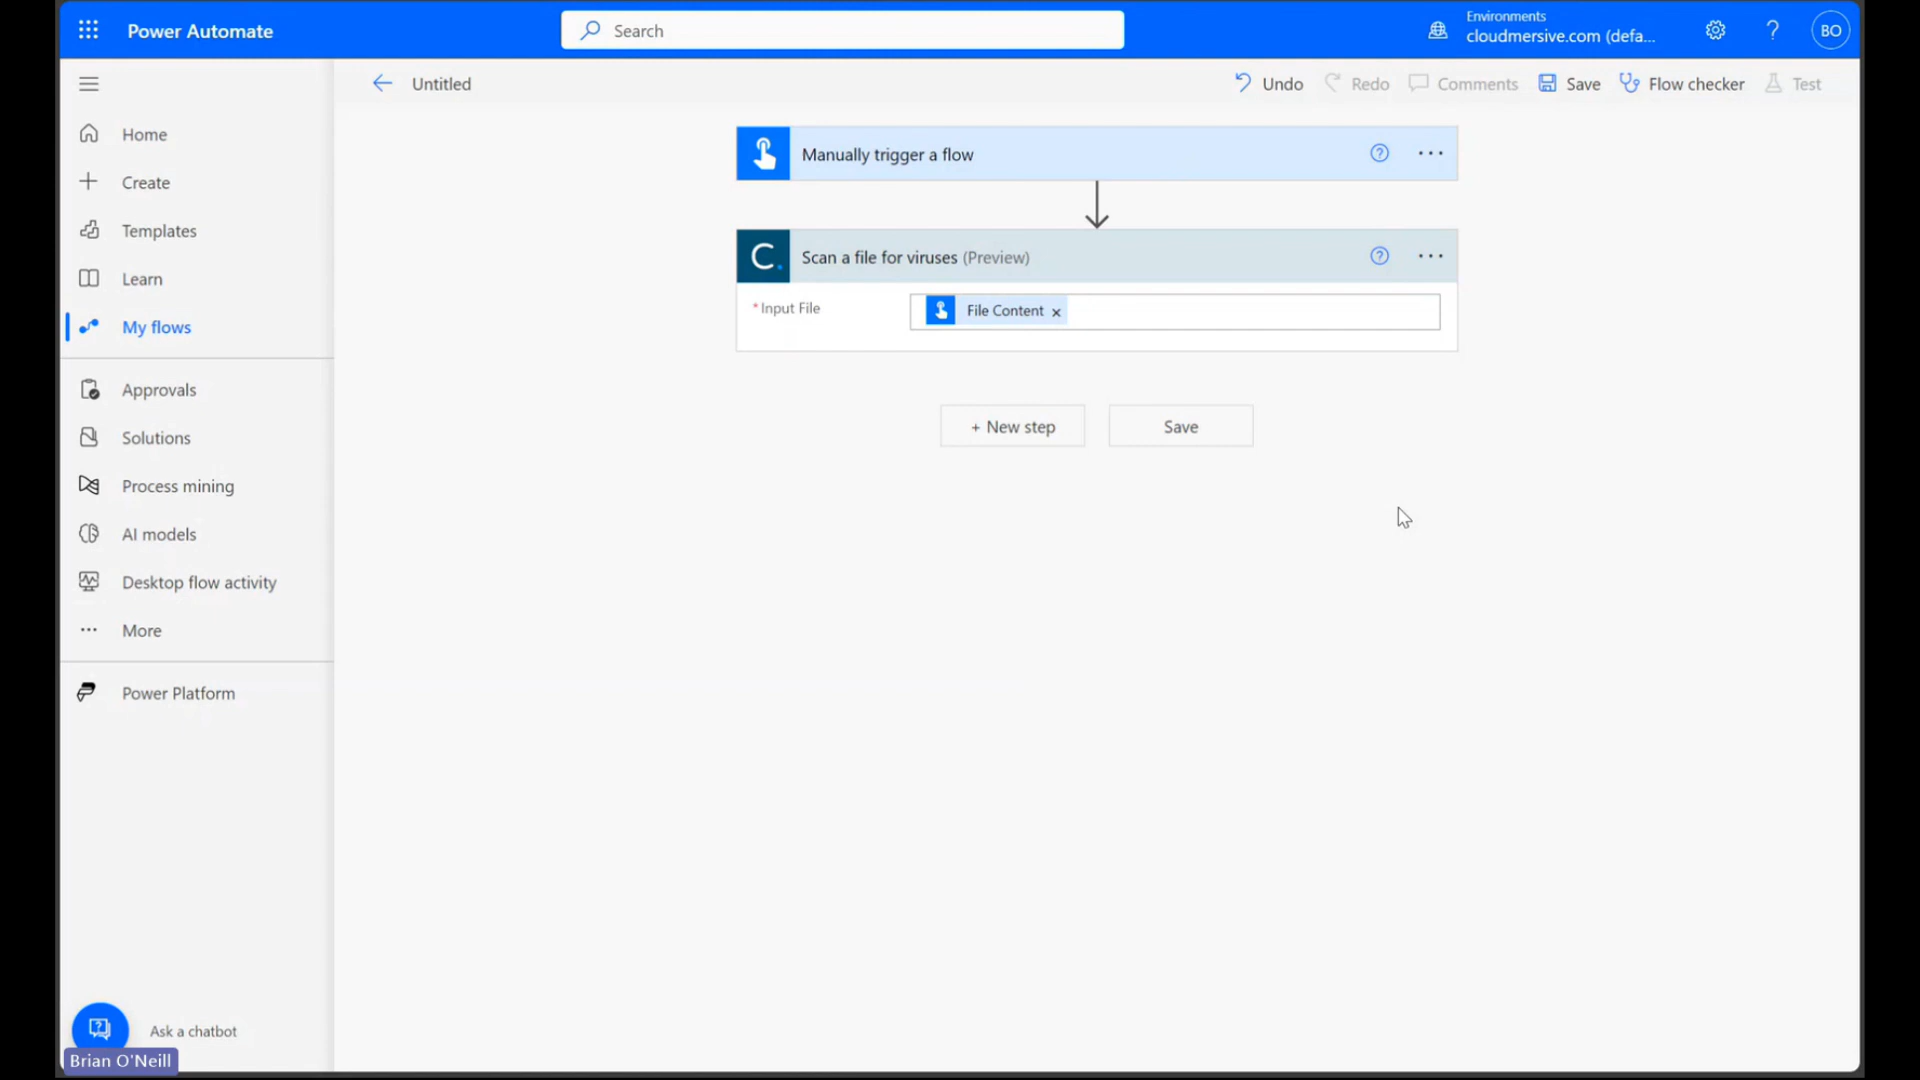 Power Automate
Search
Environments
cloudmersive.com (defa...
BO
Untitled
Undo
Redo
Comments
Save
Flow checker
Test
Home
Create
Templates
Learn
My flows
Approvals
Solutions
Process mining
AI models
Desktop flow activity
More
Power Platform
Manually trigger a flow
C.
Scan a file for viruses (Preview)
* Input File
File Content ×
+ New step
Save
Ask a chatbot
Brian O'Neill